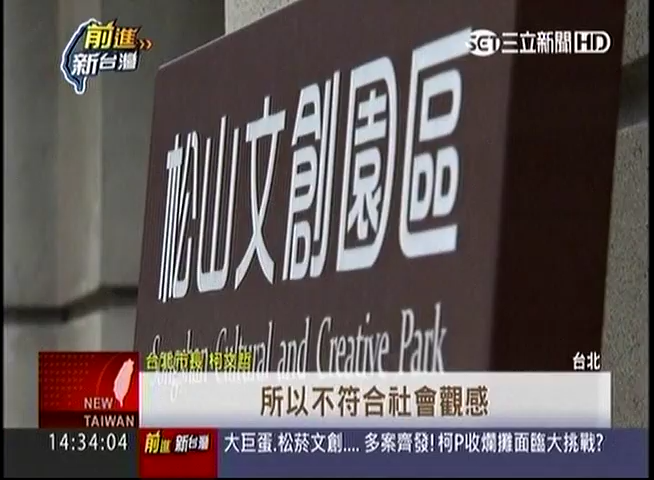 前進
新台灣
SET三立新聞HD
松山文創園區
Songshan Cultural and Creative Park
台北市長 柯文哲
台北
所以不符合社會觀感
NEW
TAIWAN
14:34:04
前進 新台灣
大巨蛋.松菸文創.... 多案齊發!柯P收爛攤面臨大挑戰?